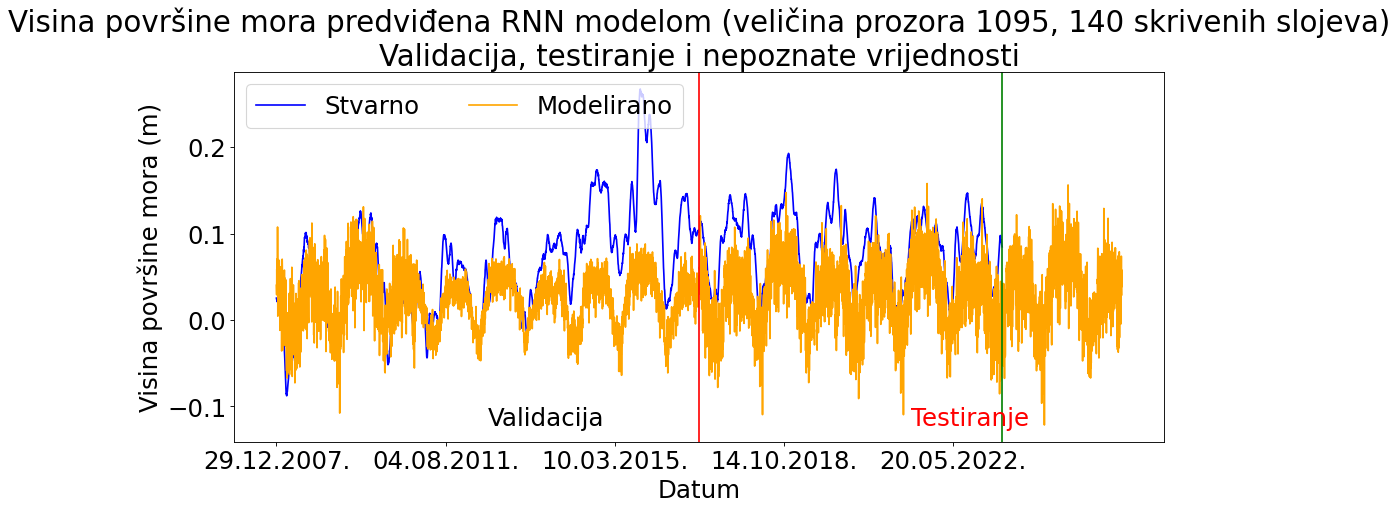 Visina površine mora predviđena RNN modelom (veličina prozora 1095, 140 skrivenih slojeva)
Validacija, testiranje i nepoznate vrijednosti
Stvarno
Modelirano
Visina površine mora (m)
0.2
0.1
0.0
−0.1
Validacija
Testiranje
29.12.2007.
04.08.2011.
10.03.2015.
14.10.2018.
20.05.2022.
Datum